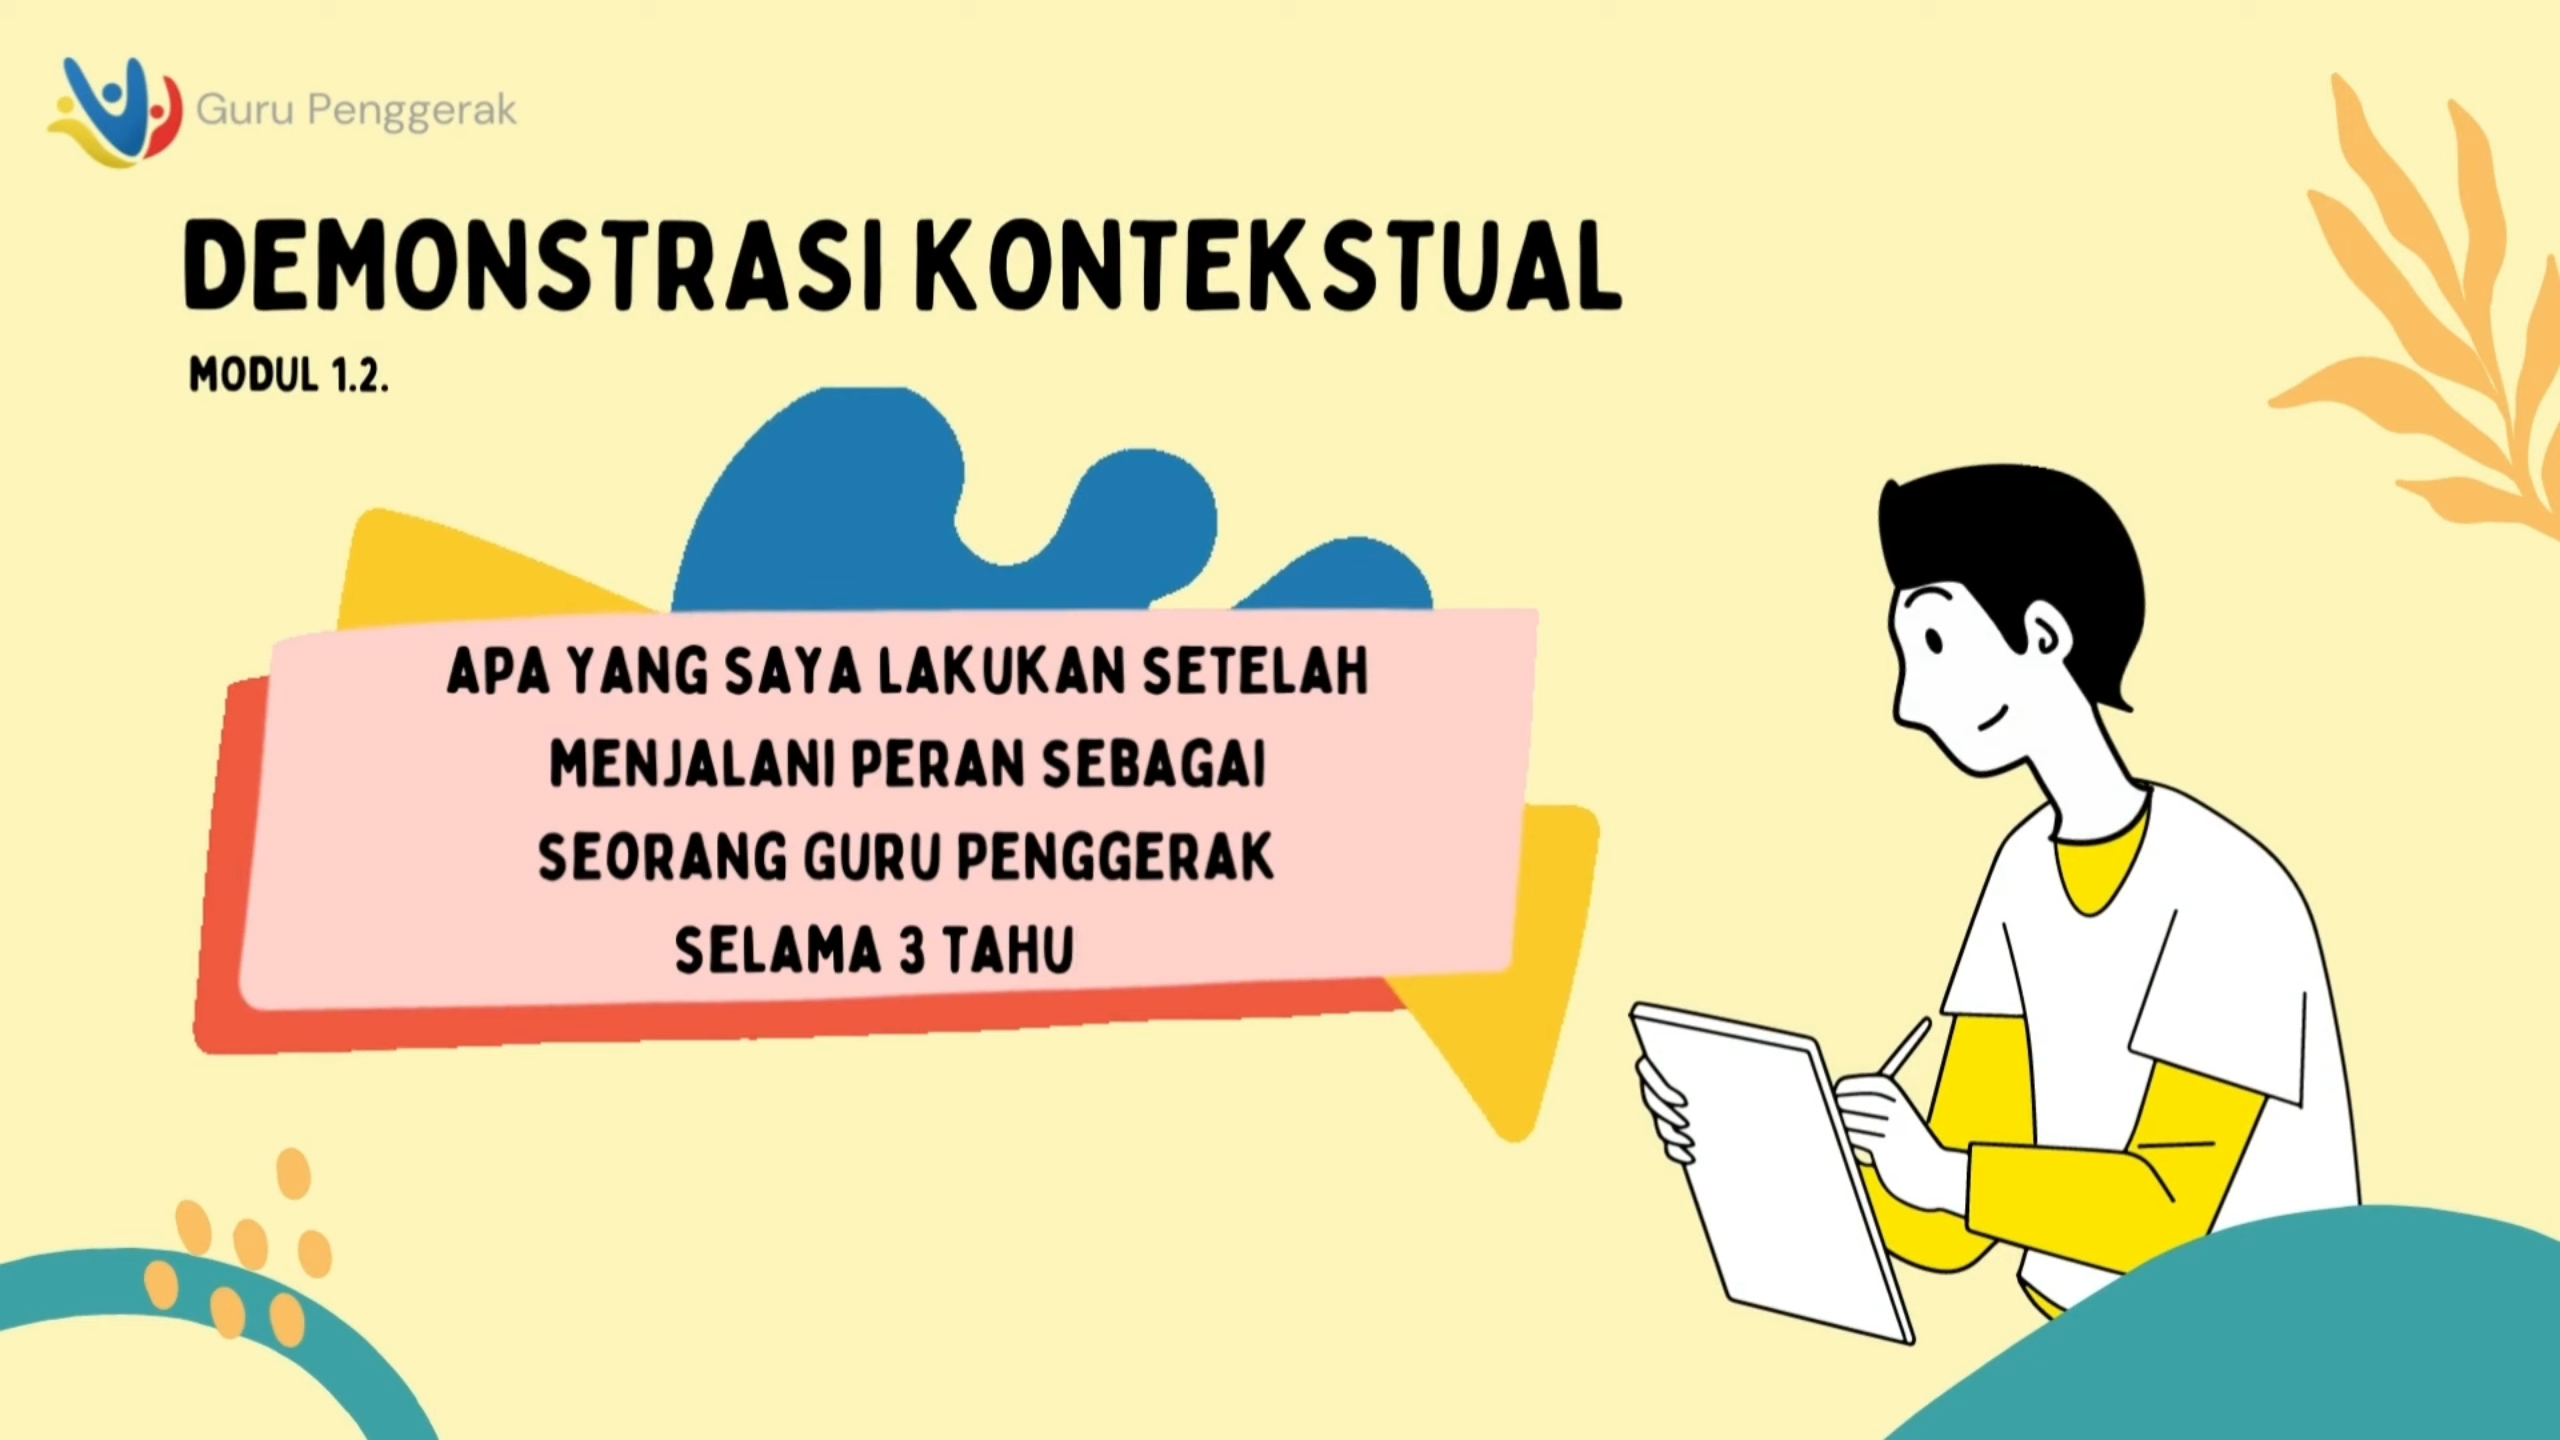 Guru Penggerak
DEMONSTRASI KONTEKSTUAL
MODUL 1.2.
APA YANG SAYA LAKUKAN SETELAH
MENJALANI PERAN SEBAGAI
SEORANG GURU PENGGERAK
SELAMA 3 TAHU